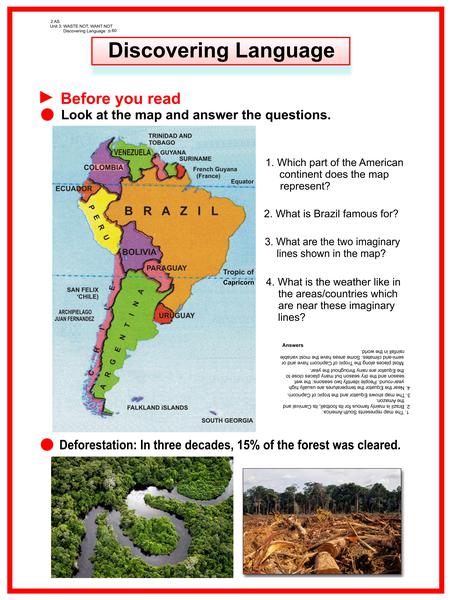 2 AS.
Unit 3: WASTE NOT, WANT NOT
Discovering Language p 60
Discovering Language
Before you read
Look at the map and answer the questions.
TRINIDAD AND
TOBAGO
VENEZUELA
GUYANA
SURINAME
COLOMBIA
French Guyana
(France)
Equator
ECUADOR
PERU
BRAZIL
BOLIVIA
PARAGUAY
Tropic of
Capricorn
SAN FELIX
'CHILE)
ARCHIPIELAGO
JUAN FERNANDEZ
URUGUAY
CHILE
ARGENTINA
FALKLAND ISLANDS
SOUTH GEORGIA
1. Which part of the American
continent does the map
represent?
2. What is Brazil famous for?
3. What are the two imaginary
lines shown in the map?
4. What is the weather like in
the areas/countries which
are near these imaginary
lines?
Answers
1. The map represents South America.
2. Brazil is mainly famous for its football, its Carnival and
the Amazon.
3. The map shows Equator and the tropic of Capricorn.
4. Near the Equator the temperatures are usually high
year-round. People identify two seasons: the wet
season and the dry season but many places close to
the equator are rainy throughout the year.
Most places along the Tropic of Capricorn have arid or
semi-arid climates. Some areas have the most variable
rainfall in the world.
Deforestation: In three decades, 15% of the forest was cleared.